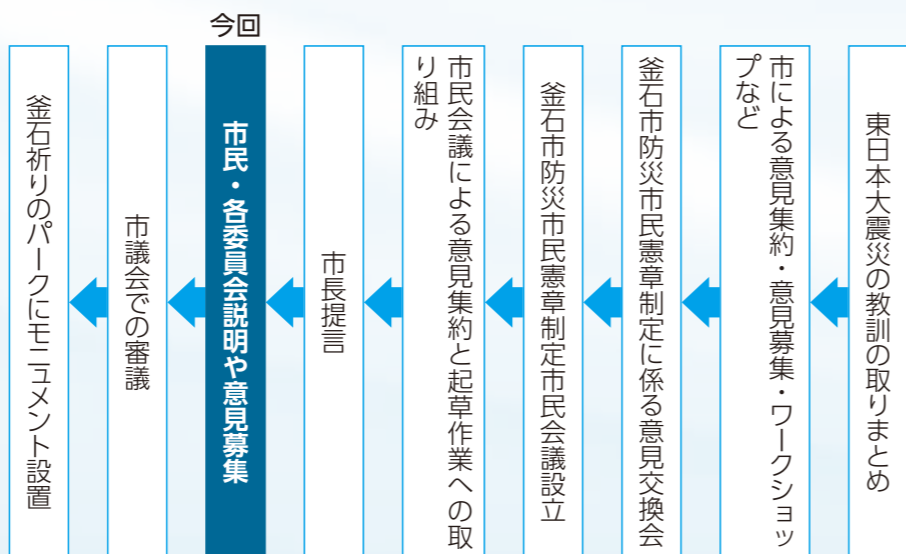 東日本大震災の教訓の取りまとめ
市による意見集約・意見募集・ワークショッ
プなど
釜石市防災市民憲章制定に係る意見交換会
釜石市防災市民憲章制定市民会議設立
市民会議による意見集約と起草作業への取
り組み
市長提言
今回
市民・各委員会説明や意見募集
市議会での審議
釜石祈りのパークにモニュメント設置